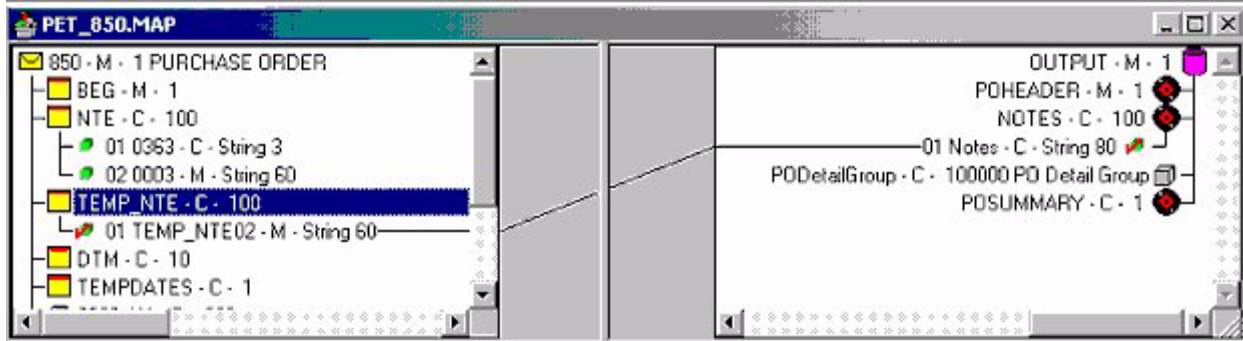 PET_850.MAP
850 - M - 1 PURCHASE ORDER
BEG - M - 1
NTE - C - 100
01 0363 - C - String 3
02 0003 - M - String 60
TEMP_NTE - C - 100
01 TEMP_NTE02 - M - String 60
DTM - C - 10
TEMPDATES - C - 1
OUTPUT - M - 1
POHEADER - M - 1
NOTES - C - 100
01 Notes - C - String 80
PODetailGroup - C - 100000 PO Detail Group
POSUMMARY - C - 1